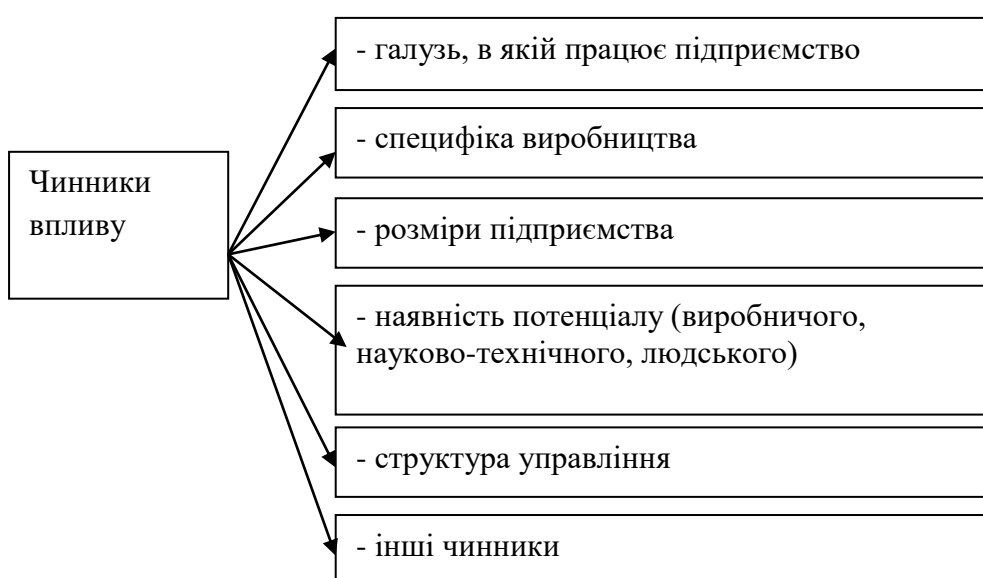 Чинники
впливу
- галузь, в якій працює підприємство
- специфіка виробництва
- розміри підприємства
- наявність потенціалу (виробничого,
науково-технічного, людського)
- структура управління
- інші чинники